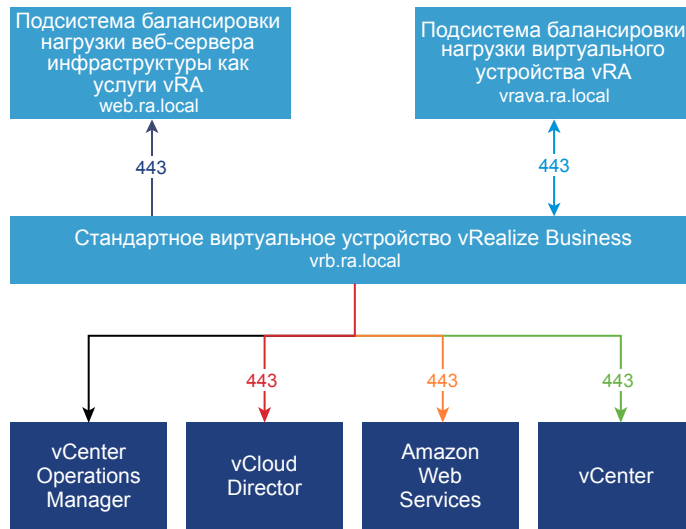 Подсистема балансировки
нагрузки веб-сервера
инфраструктуры как
услуги vRA
web.ra.local
Подсистема балансировки
нагрузки виртуального
устройства vRA
vrava.ra.local
443
443
Стандартное виртуальное устройство vRealize Business
vrb.ra.local
443
443
443
vCenter
Operations
Manager
vCloud
Director
Amazon
Web
Services
vCenter